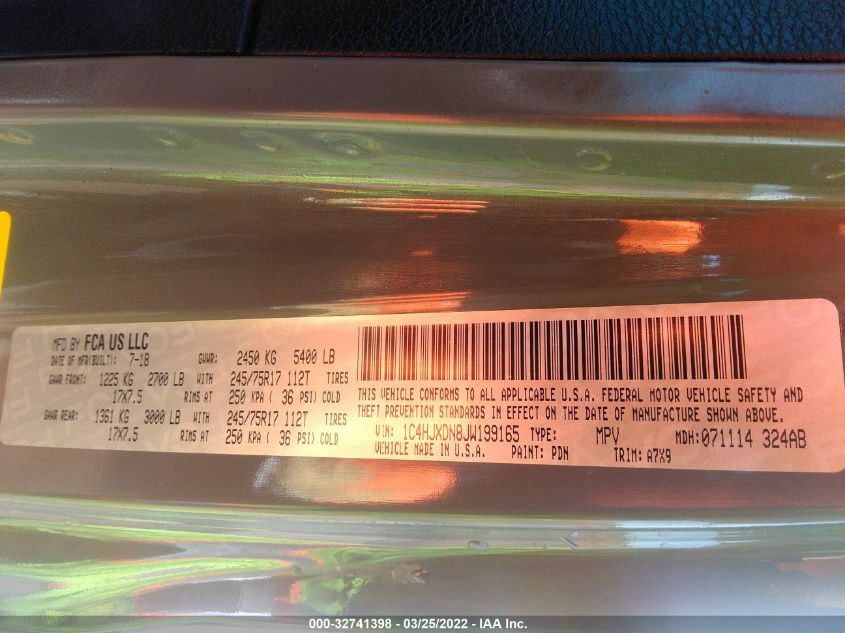 MFD BY FCA US LLC
DATE OF MFR(BUILT): 7-18 GVWR: 2450 KG 5400 LB
GAWR FRONT: 1225 KG 2700 LB WITH 245/75R17 112T TIRES
17X7.5 RIMS AT 250 KPA ( 36 PSI) COLD
GAWR REAR: 1361 KG 3000 LB WITH 245/75R17 112T TIRES
17X7.5 RIMS AT 250 KPA ( 36 PSI) COLD
THIS VEHICLE CONFORMS TO ALL APPLICABLE U.S.A. FEDERAL MOTOR VEHICLE SAFETY AND
THEFT PREVENTION STANDARDS IN EFFECT ON THE DATE OF MANUFACTURE SHOWN ABOVE.
VIN: 1C4HJXDN8JW199165 TYPE: MPV MDH: 071114 324AB
VEHICLE MADE IN U.S.A. PAINT: PDN TRIM: A7X9
000-32741398 - 03/25/2022 - IAA Inc.